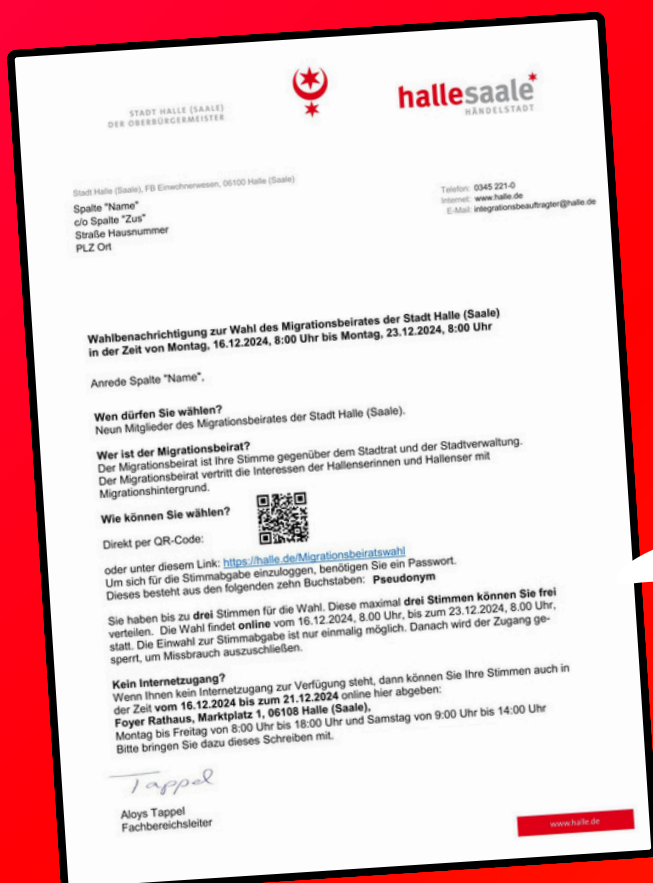 STADT HALLE (SAALE)
DER OBERBÜRGERMEISTER
hallesaale*
HÄNDELSTADT
Stadt Halle (Saale), FB Einwohnerwesen, 06100 Halle (Saale)
Spalte "Name"
c/o Spalte "Zus"
Straße Hausnummer
PLZ Ort
Telefon: 0345 221-0
Internet: www.halle.de
E-Mail: integrationsbeauftragter@halle.de
Wahlbenachrichtigung zur Wahl des Migrationsbeirates der Stadt Halle (Saale)
in der Zeit von Montag, 16.12.2024, 8:00 Uhr bis Montag, 23.12.2024, 8:00 Uhr
Anrede Spalte "Name",
Wen dürfen Sie wählen?
Neun Mitglieder des Migrationsbeirates der Stadt Halle (Saale).
Wer ist der Migrationsbeirat?
Der Migrationsbeirat ist Ihre Stimme gegenüber dem Stadtrat und der Stadtverwaltung.
Der Migrationsbeirat vertritt die Interessen der Hallenserinnen und Hallenser mit
Migrationshintergrund.
Wie können Sie wählen?
Direkt per QR-Code:
oder unter diesem Link: https://halle.de/Migrationsbeiratswahl
Um sich für die Stimmabgabe einzuloggen, benötigen Sie ein Passwort.
Dieses besteht aus den folgenden zehn Buchstaben: Pseudonym
Sie haben bis zu drei Stimmen für die Wahl. Diese maximal drei Stimmen können Sie frei
verteilen. Die Wahl findet online vom 16.12.2024, 8.00 Uhr, bis zum 23.12.2024, 8.00 Uhr,
statt. Die Einwahl zur Stimmabgabe ist nur einmalig möglich. Danach wird der Zugang ge-
sperrt, um Missbrauch auszuschließen.
Kein Internetzugang?
Wenn Ihnen kein Internetzugang zur Verfügung steht, dann können Sie Ihre Stimmen auch in
der Zeit vom 16.12.2024 bis zum 21.12.2024 online hier abgeben:
Foyer Rathaus, Marktplatz 1, 06108 Halle (Saale),
Montag bis Freitag von 8:00 Uhr bis 18:00 Uhr und Samstag von 9:00 Uhr bis 14:00 Uhr
Bitte bringen Sie dazu dieses Schreiben mit.
Tappel
Aloys Tappel
Fachbereichsleiter
www.halle.de